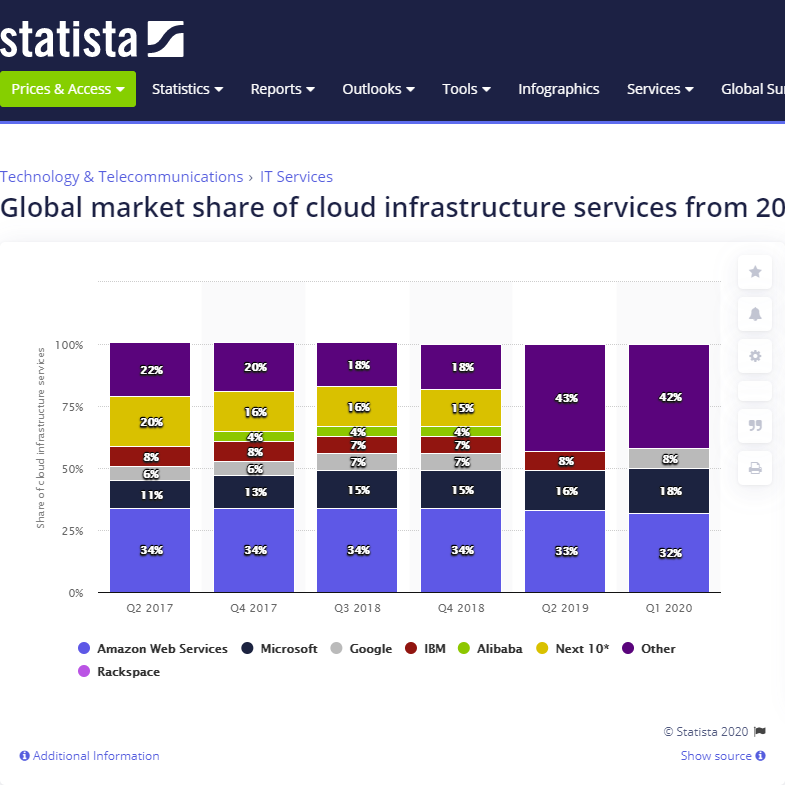 statista
Prices & Access Statistics Reports Outlooks Tools Infographics Services Global Su
Technology & Telecommunications › IT Services
Global market share of cloud infrastructure services from 20
Share of cloud infrastructure services
100%
75%
50%
25%
0%
22% 20% 18% 18% 43% 42%
20% 16% 16% 15%
4% 4% 4%
8% 8% 7% 7% 8%
6% 6% 7% 7% 8%
11% 13% 15% 15% 16% 18%
34% 34% 34% 34% 33% 32%
Q2 2017 Q4 2017 Q3 2018 Q4 2018 Q2 2019 Q1 2020
Amazon Web Services Microsoft Google IBM Alibaba Next 10* Other
Rackspace
© Statista 2020
Additional Information Show source